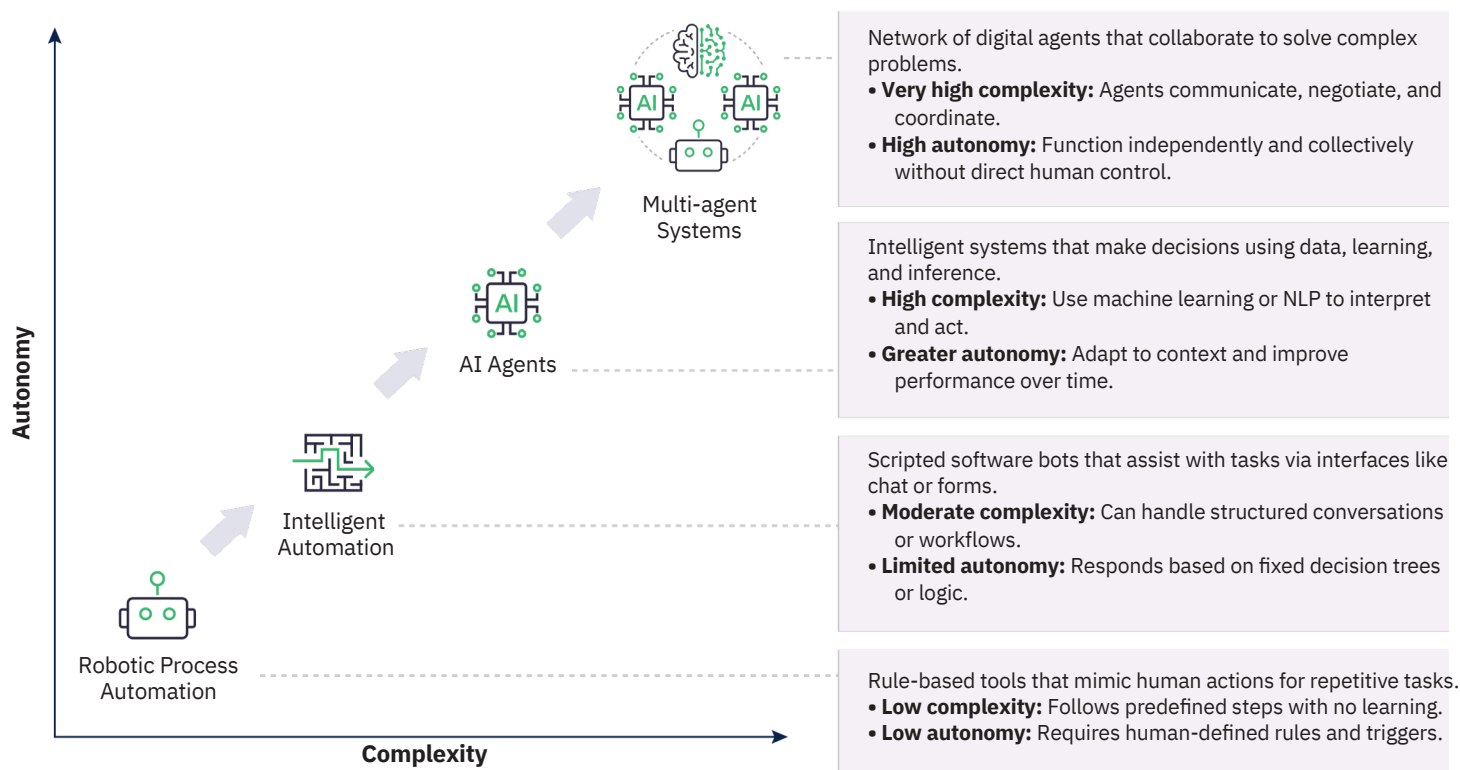 Network of digital agents that collaborate to solve complex
problems.
• Very high complexity: Agents communicate, negotiate, and
coordinate.
• High autonomy: Function independently and collectively
without direct human control.
AI
AI
Multi-agent
Systems
Intelligent systems that make decisions using data, learning,
and inference.
• High complexity: Use machine learning or NLP to interpret
and act.
• Greater autonomy: Adapt to context and improve
performance over time.
AI
AI Agents
Autonomy
Scripted software bots that assist with tasks via interfaces like
chat or forms.
• Moderate complexity: Can handle structured conversations
or workflows.
• Limited autonomy: Responds based on fixed decision trees
or logic.
Intelligent
Automation
Robotic Process
Automation
Rule-based tools that mimic human actions for repetitive tasks.
• Low complexity: Follows predefined steps with no learning.
• Low autonomy: Requires human-defined rules and triggers.
Complexity